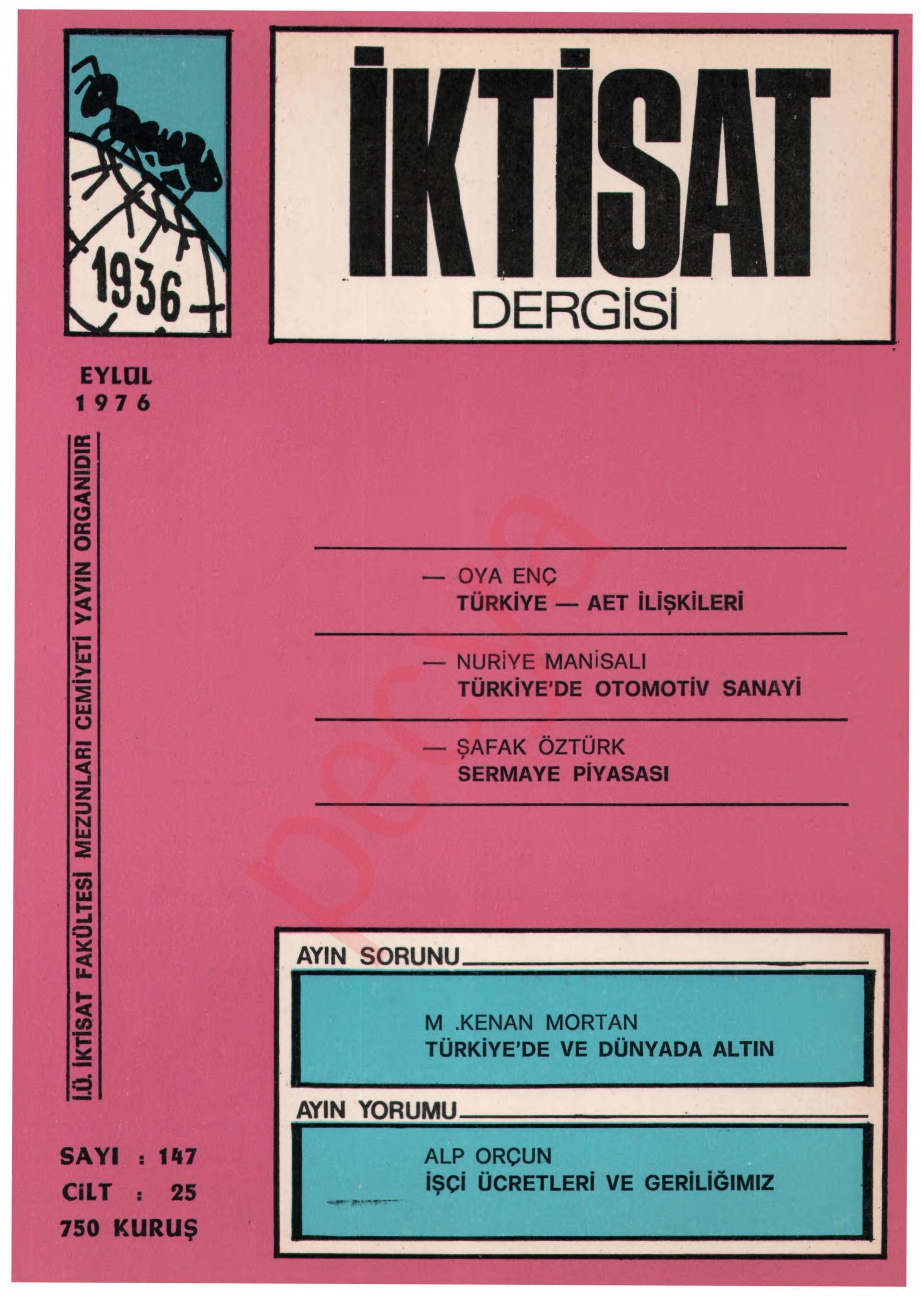 1936
İKTİSAT
DERGİSİ
EYLÜL
1976
İ.Ü. İKTİSAT FAKÜLTESİ MEZUNLARI CEMİYETİ YAYIN ORGANIDIR
— OYA ENÇ
TÜRKİYE — AET İLİŞKİLERİ
— NURİYE MANİSALI
TÜRKİYE'DE OTOMOTİV SANAYİ
— ŞAFAK ÖZTÜRK
SERMAYE PİYASASI
pecya
AYIN SORUNU
M .KENAN MORTAN
TÜRKİYE'DE VE DÜNYADA ALTIN
AYIN YORUMU
ALP ORÇUN
İŞÇİ ÜCRETLERİ VE GERİLİĞIMIZ
SAYI : 147
CİLT : 25
750 KURUŞ